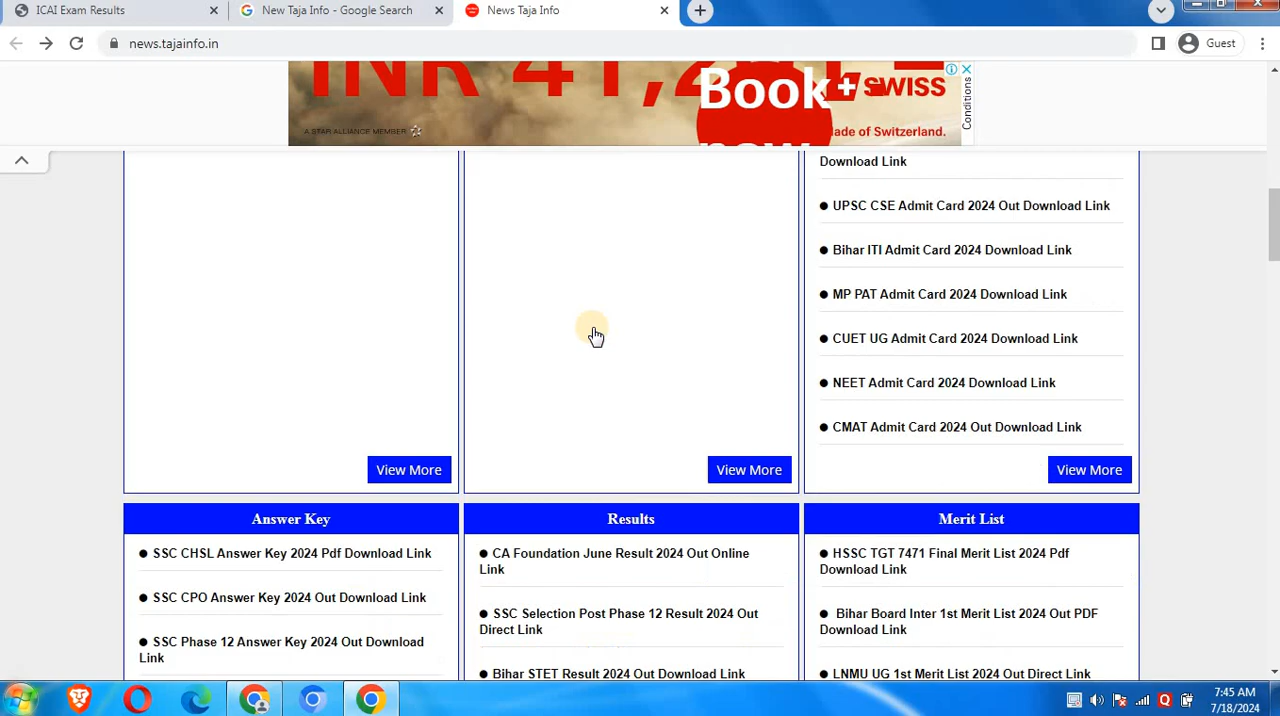 ICAI Exam Results
New Taja Info - Google Search
News Taja Info
news.tajainfo.in
Guest
INR 41,2
Book+
now
SWISS
A STAR ALLIANCE MEMBER
Made of Switzerland.
Conditions
Download Link
UPSC CSE Admit Card 2024 Out Download Link
Bihar ITI Admit Card 2024 Download Link
MP PAT Admit Card 2024 Download Link
CUET UG Admit Card 2024 Download Link
NEET Admit Card 2024 Download Link
CMAT Admit Card 2024 Out Download Link
View More
View More
View More
Answer Key
SSC CHSL Answer Key 2024 Pdf Download Link
SSC CPO Answer Key 2024 Out Download Link
SSC Phase 12 Answer Key 2024 Out Download
Link
Results
CA Foundation June Result 2024 Out Online
Link
SSC Selection Post Phase 12 Result 2024 Out
Direct Link
Bihar STET Result 2024 Out Download Link
Merit List
HSSC TGT 7471 Final Merit List 2024 Pdf
Download Link
Bihar Board Inter 1st Merit List 2024 Out PDF
Download Link
LNMU UG 1st Merit List 2024 Out Direct Link
7:45 AM
7/18/2024